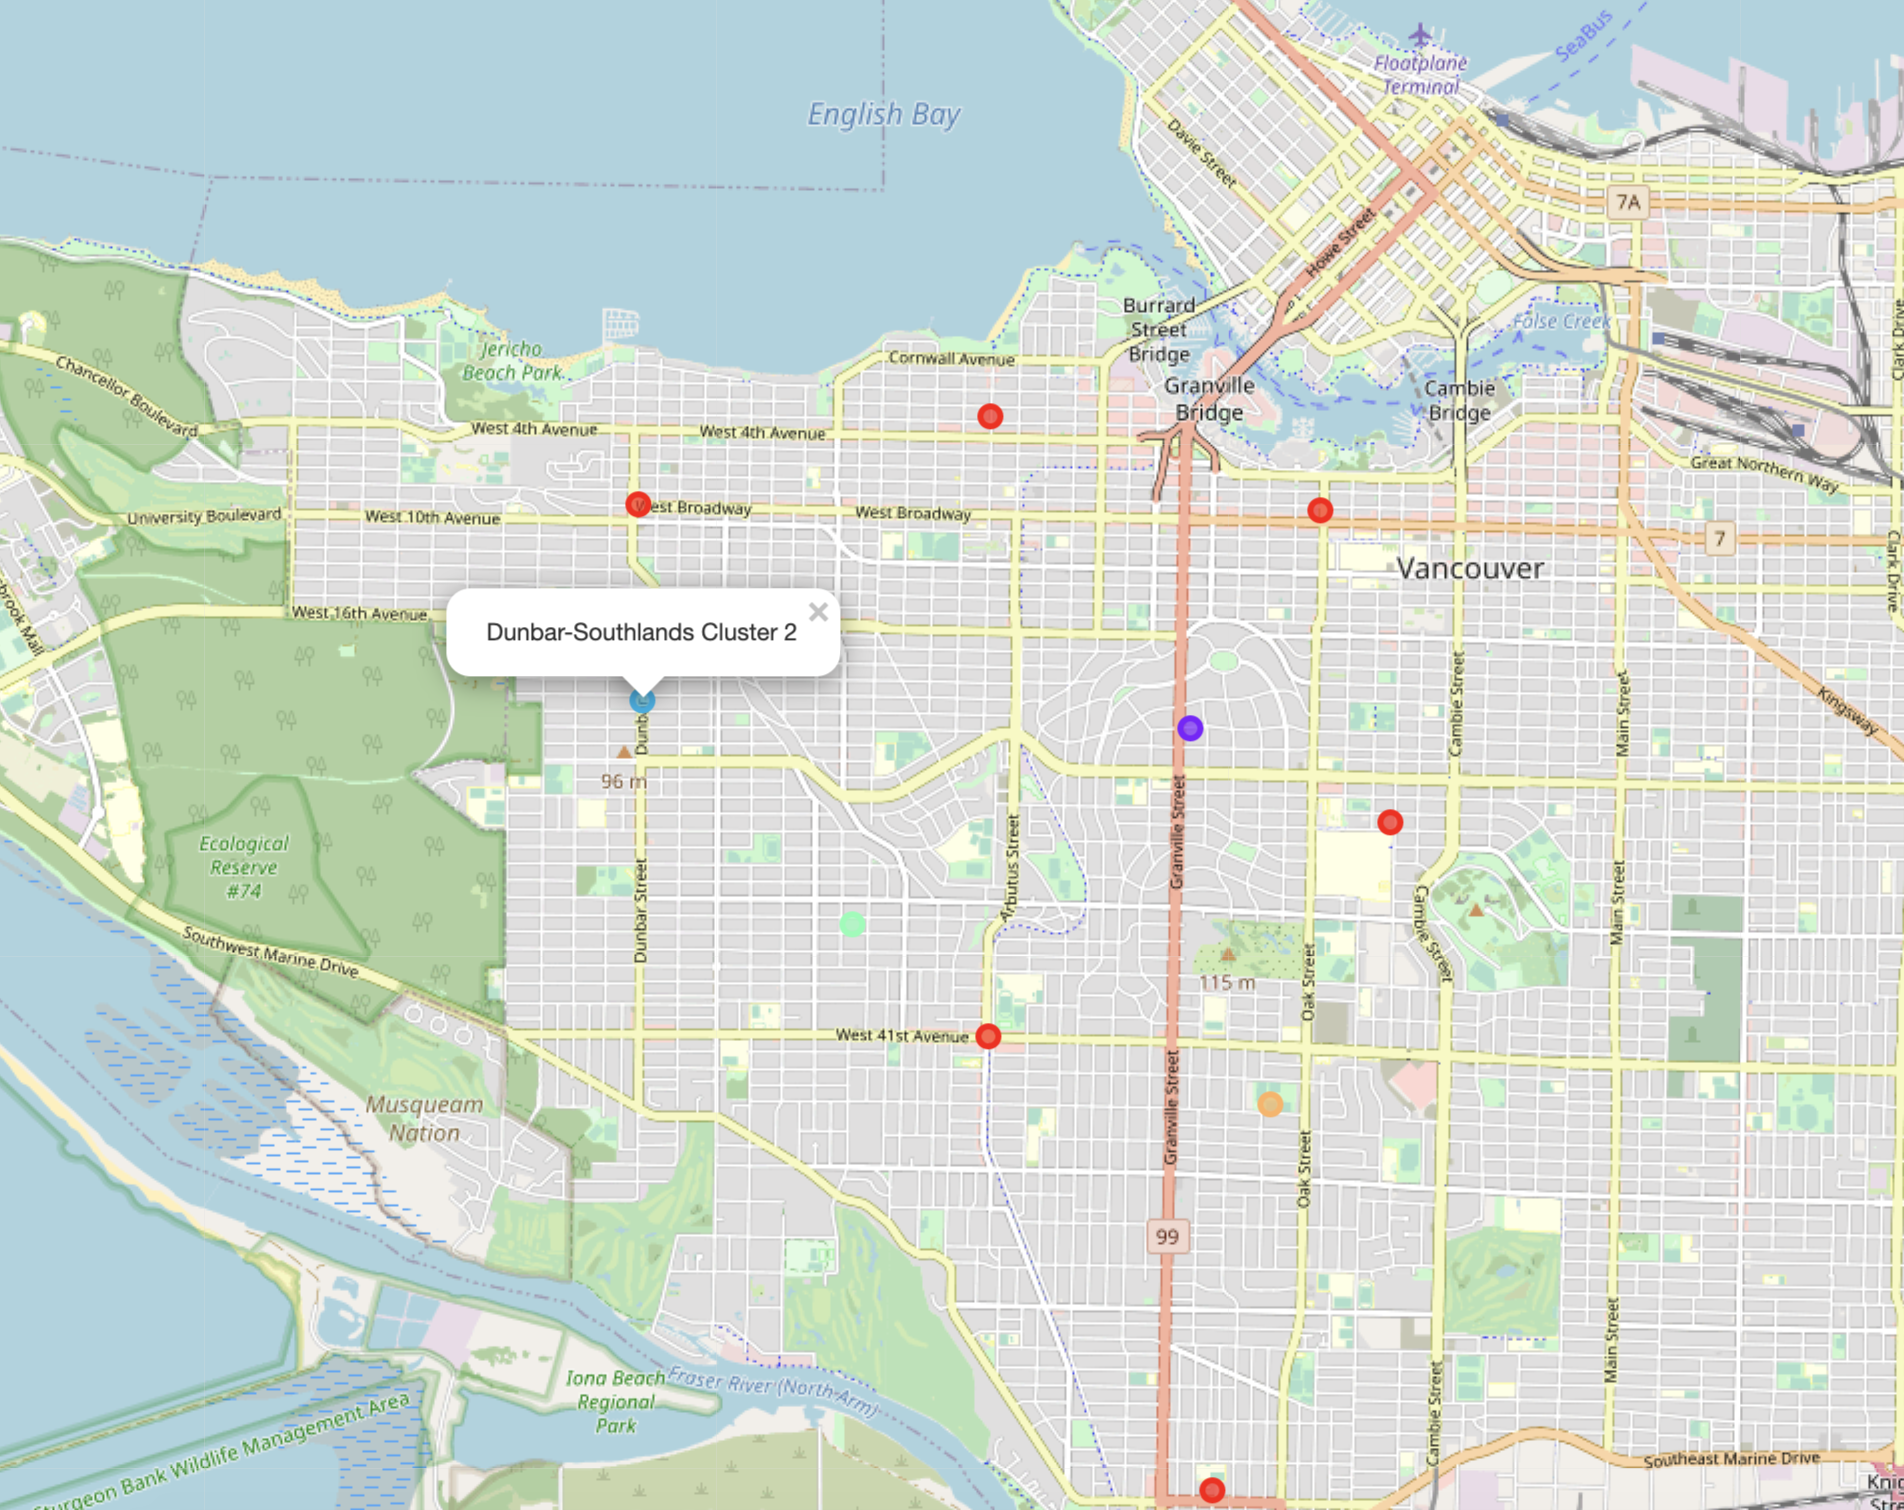 SeaBus
Floatplane
Terminal
English Bay
Davie Street
7A
Howe Street
Burrard
Street
Bridge
False Creek
Clark Drive
Jericho
Beach Park
Cornwall Avenue
Granville
Bridge
Cambie
Bridge
Chancellor Boulevard
West 4th Avenue
West 4th Avenue
Great Northern Way
University Boulevard
West 10th Avenue
West Broadway
West Broadway
7
Vancouver
Clark Drive
West 16th Avenue
Dunbar-Southlands Cluster 2
×
Cambie Street
Main Street
Kingsway
96 m
Granville Street
Arbutus Street
Ecological
Reserve
#74
Dunbar Street
Cambie Street
Main Street
Southwest Marine Drive
115 m
Oak Street
West 41st Avenue
Musqueam
Nation
Granville Street
Oak Street
99
Main Street
Iona Beach
Regional
Park
Fraser River (North Arm)
Cambie Street
Sturgeon Bank Wildlife Management Area
Southeast Marine Drive